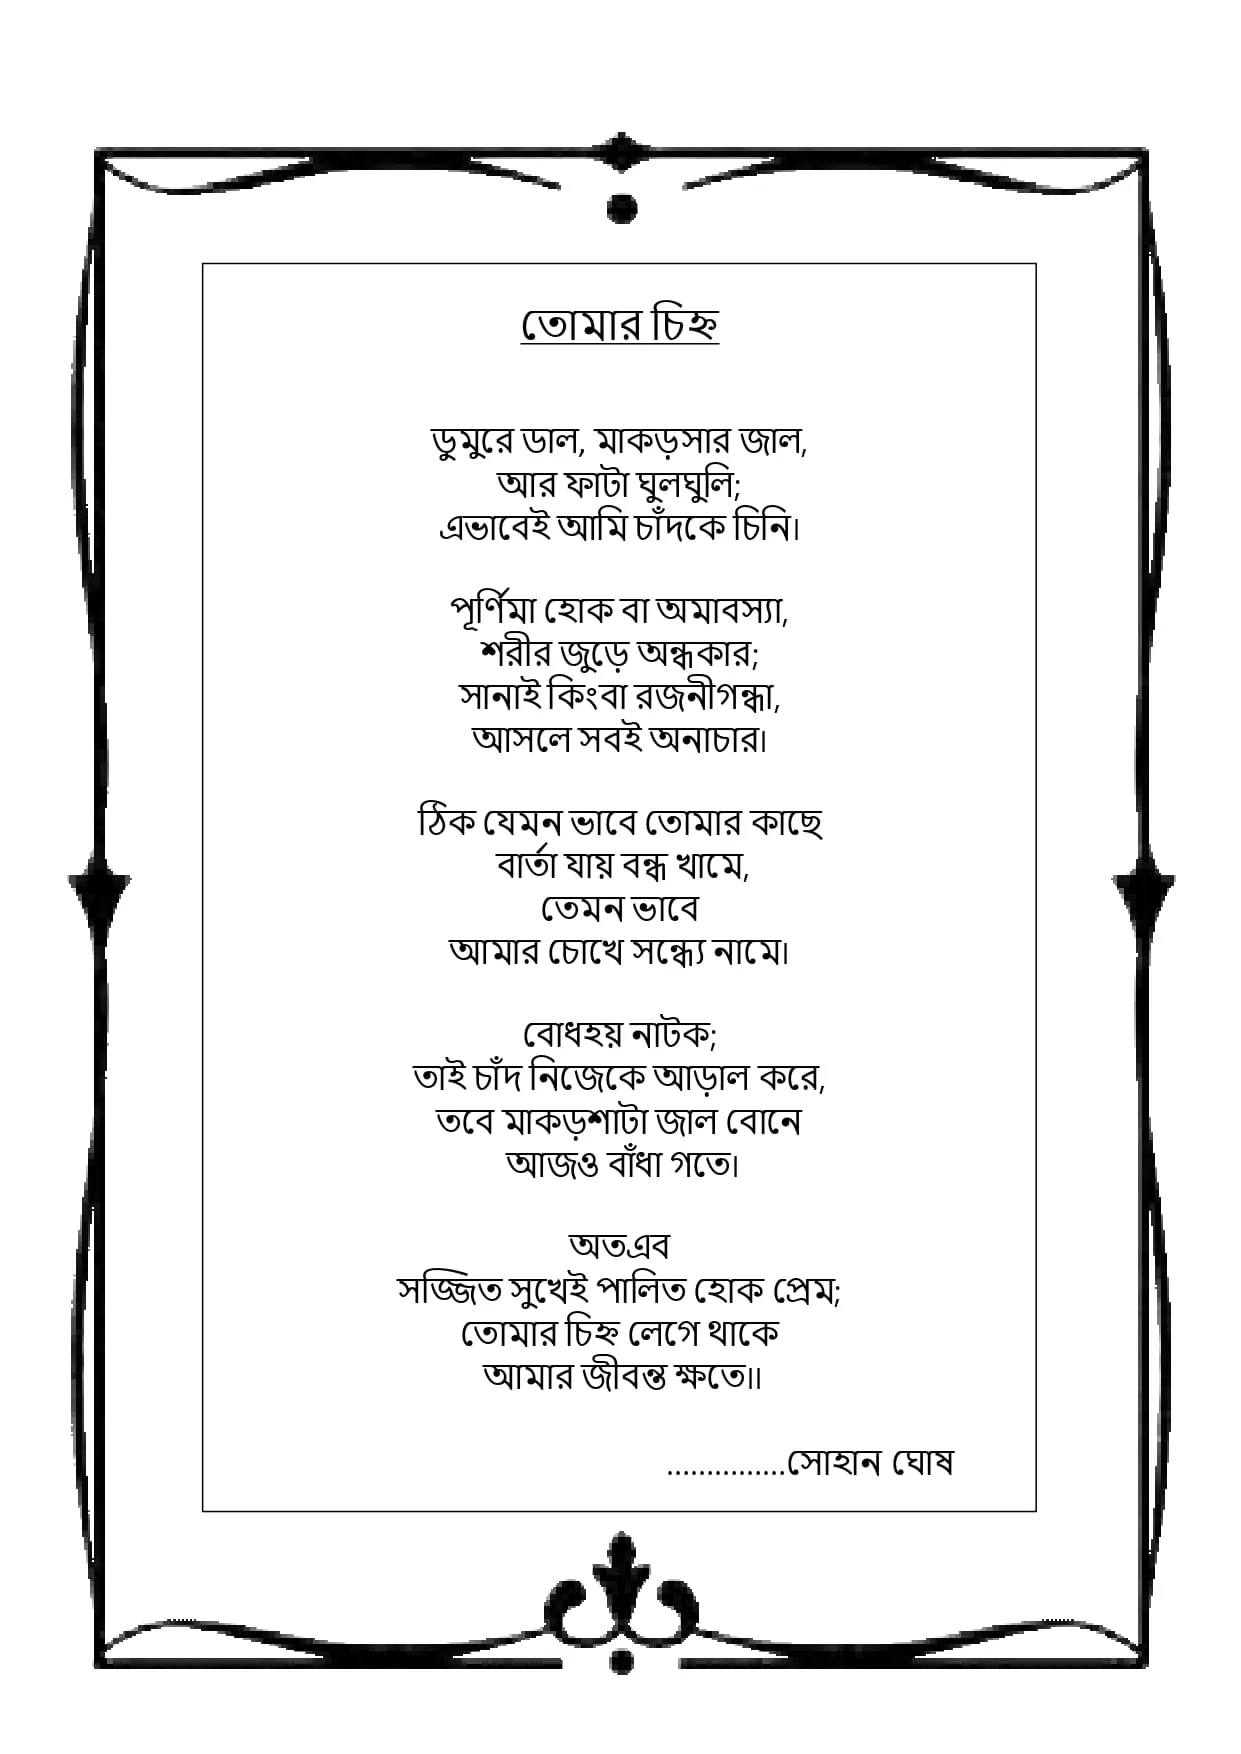 তোমার চিহ্ন
ডুমুরে ডাল, মাকড়সার জাল,
আর ফাটা ঘুলঘুলি;
এভাবেই আমি চাঁদকে চিনি।
পূর্ণিমা হোক বা অমাবস্যা,
শরীর জুড়ে অন্ধকার;
সানাই কিংবা রজনীগন্ধা,
আসলে সবই অনাচার।
ঠিক যেমন ভাবে তোমার কাছে
বার্তা যায় বন্ধ খামে,
তেমন ভাবে
আমার চোখে সন্ধ্যে নামে।
বোধহয় নাটক;
তাই চাঁদ নিজেকে আড়াল করে,
তবে মাকড়শাটা জাল বোনে
আজও বাঁধা গতে।
অতএব
সজ্জিত সুখেই পালিত হোক প্রেম;
তোমার চিহ্ন লেগে থাকে
আমার জীবন্ত ক্ষতে॥
...............সোহান ঘোষ